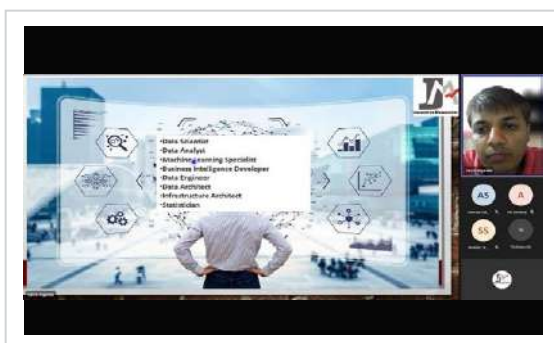 •Data Scientist
•Data Analyst
•Machine Learning Specialist
•Business Intelligence Developer
•Data Engineer
•Data Architect
•Infrastructure Architect
•Statistician
AS
A
SS